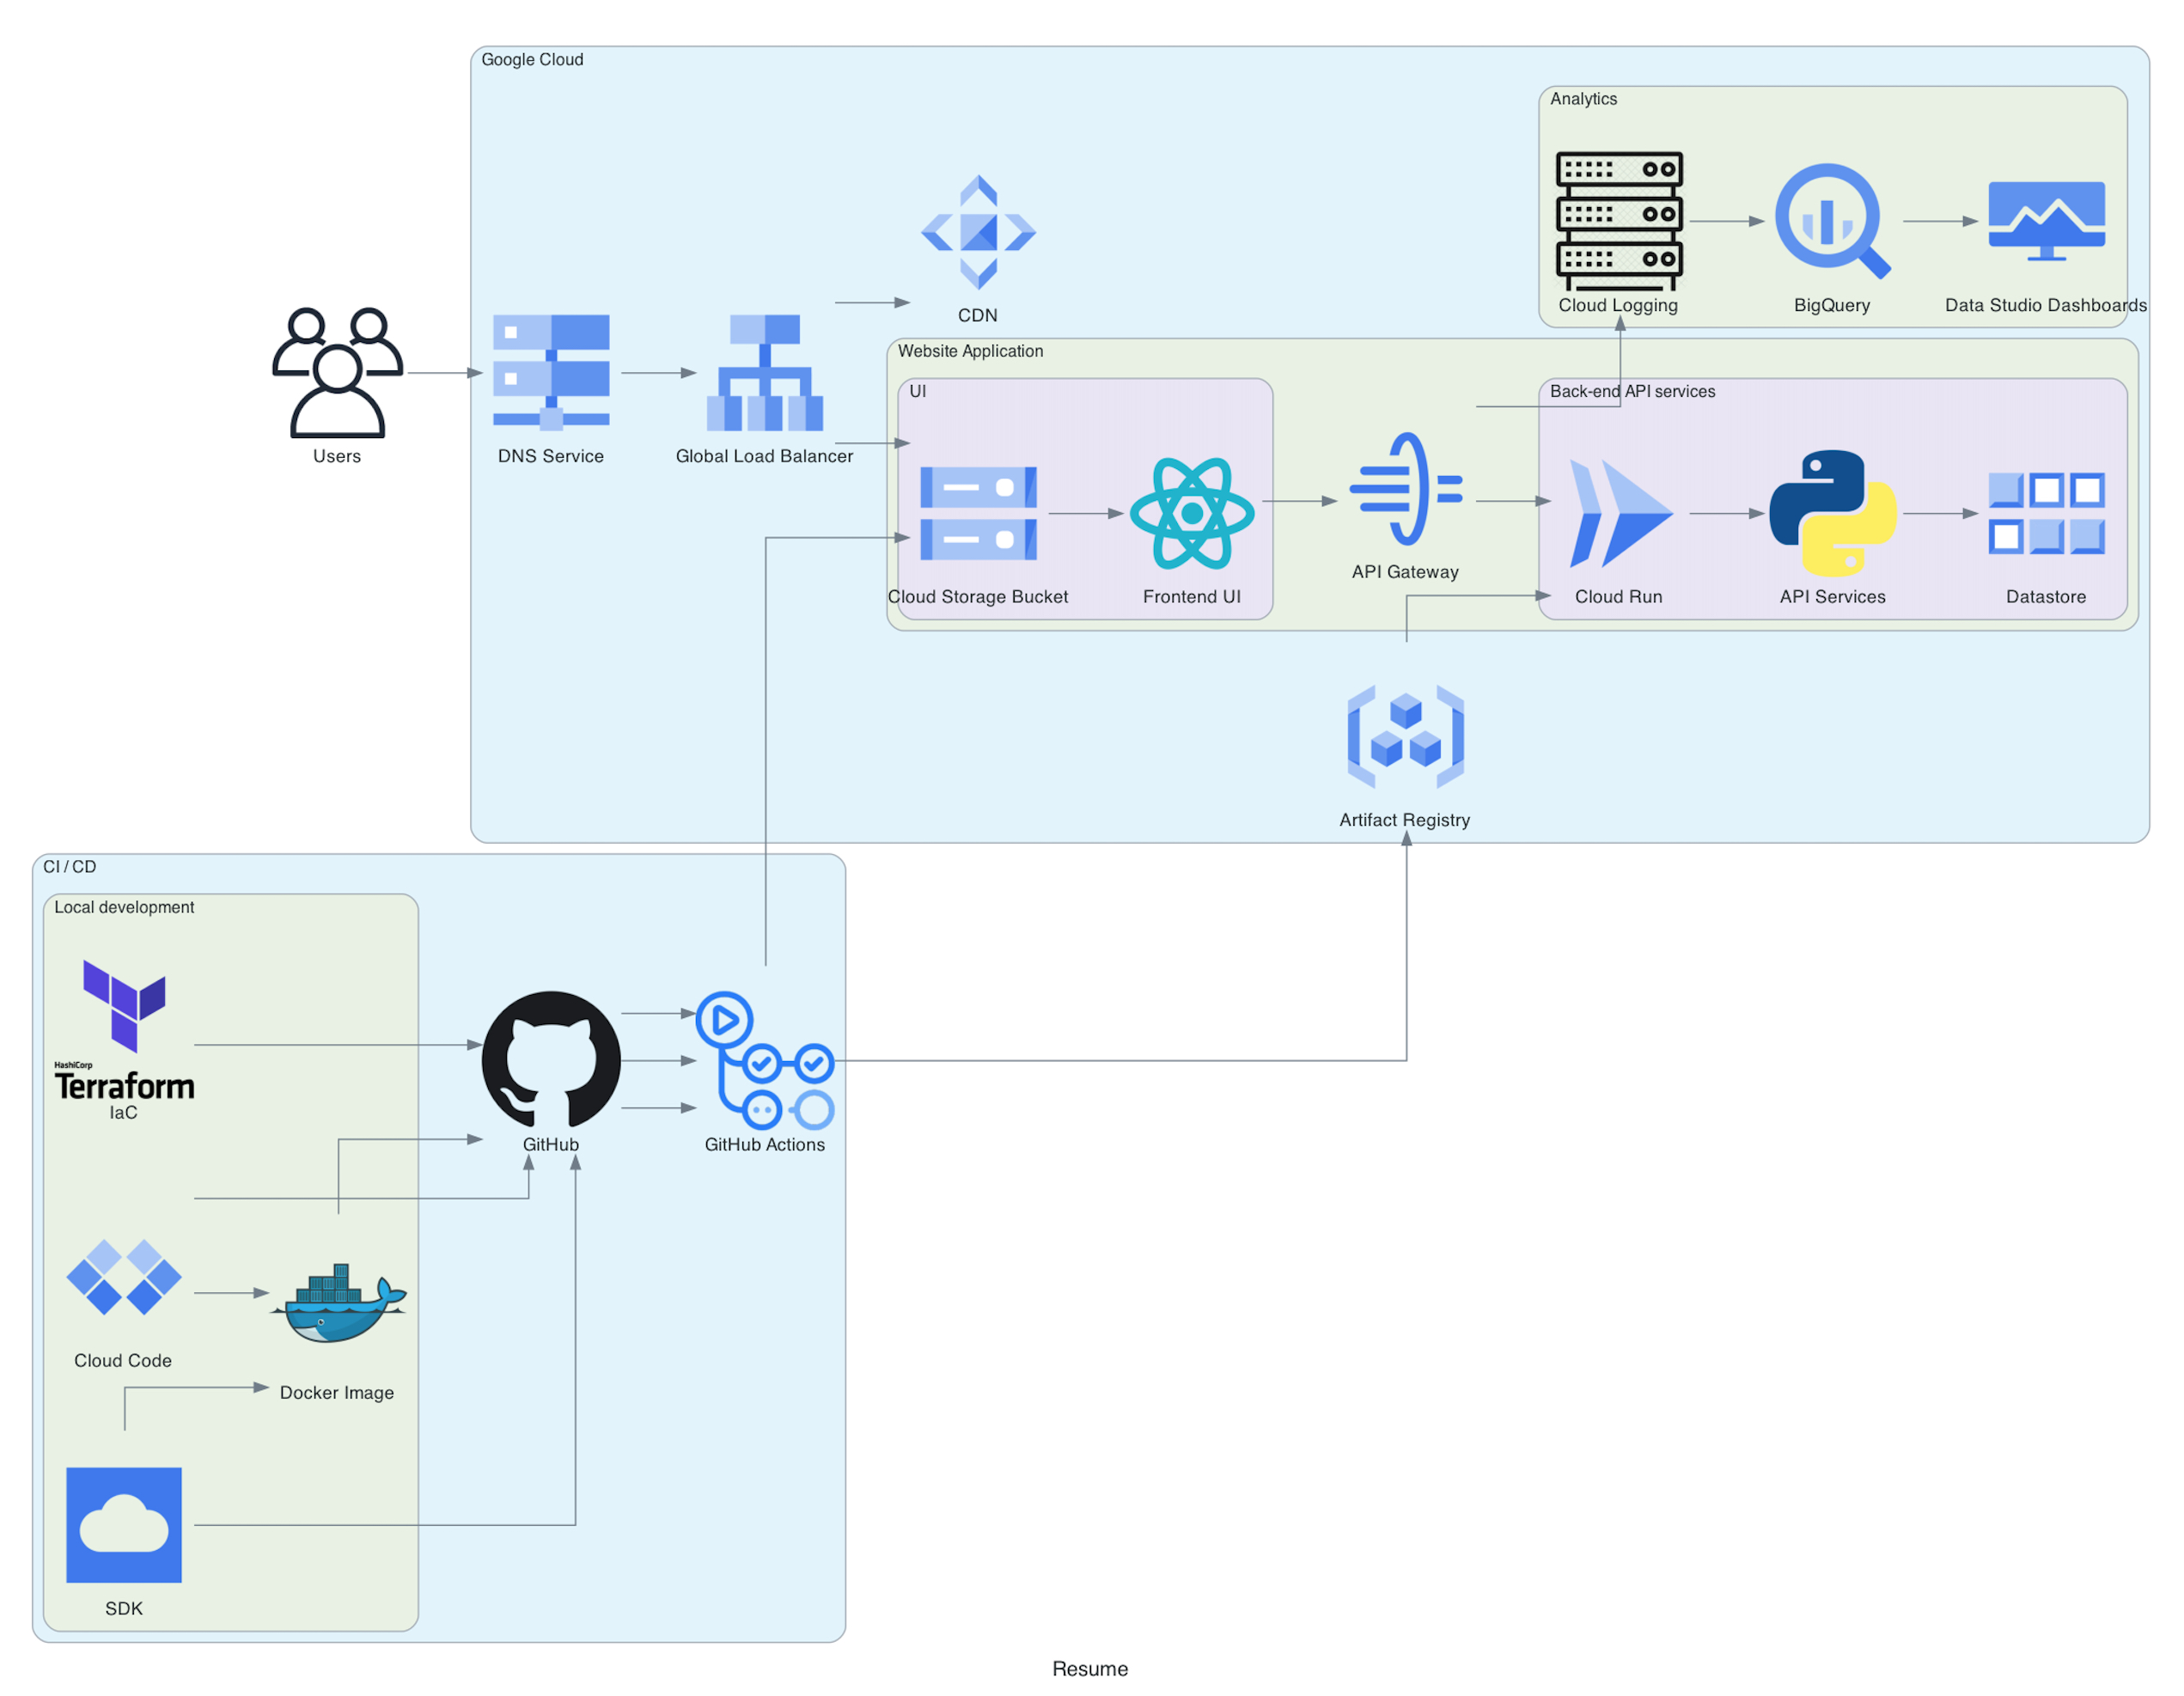 Google Cloud
Analytics
Cloud Logging
BigQuery
Data Studio Dashboards
CDN
Users
DNS Service
Global Load Balancer
Website Application
UI
Cloud Storage Bucket
Frontend UI
API Gateway
Back-end API services
Cloud Run
API Services
Datastore
Artifact Registry
CI / CD
Local development
HashiCorp
Terraform
IaC
GitHub
GitHub Actions
Cloud Code
Docker Image
SDK
Resume